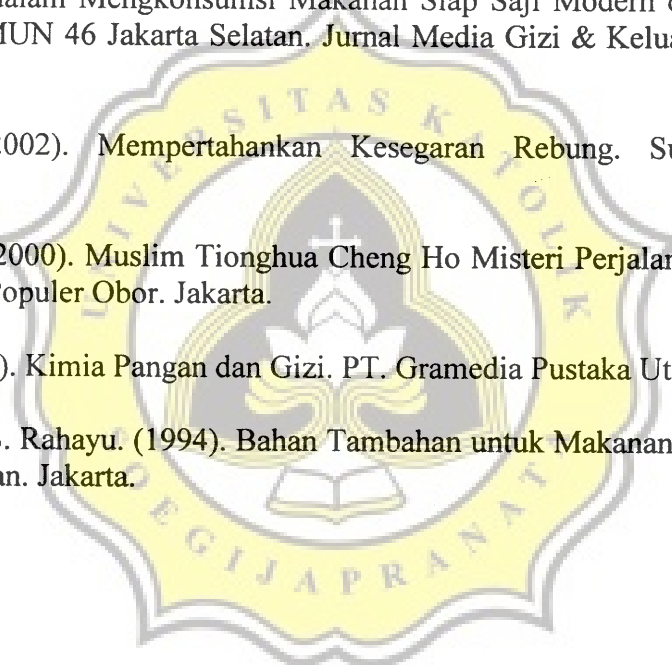 dalam Mengkonsumsi Makanan Siap Saji Modern
MUN 46 Jakarta Selatan. Jurnal Media Gizi & Kelua
2002). Mempertahankan Kesegaran Rebung. Su
2000). Muslim Tionghua Cheng Ho Misteri Perjalan
Populer Obor. Jakarta.
). Kimia Pangan dan Gizi. PT. Gramedia Pustaka Ut
. Rahayu. (1994). Bahan Tambahan untuk Makanan
an. Jakarta.
UNIVERSITAS KATOLIK
SOEGIJAPRANATA